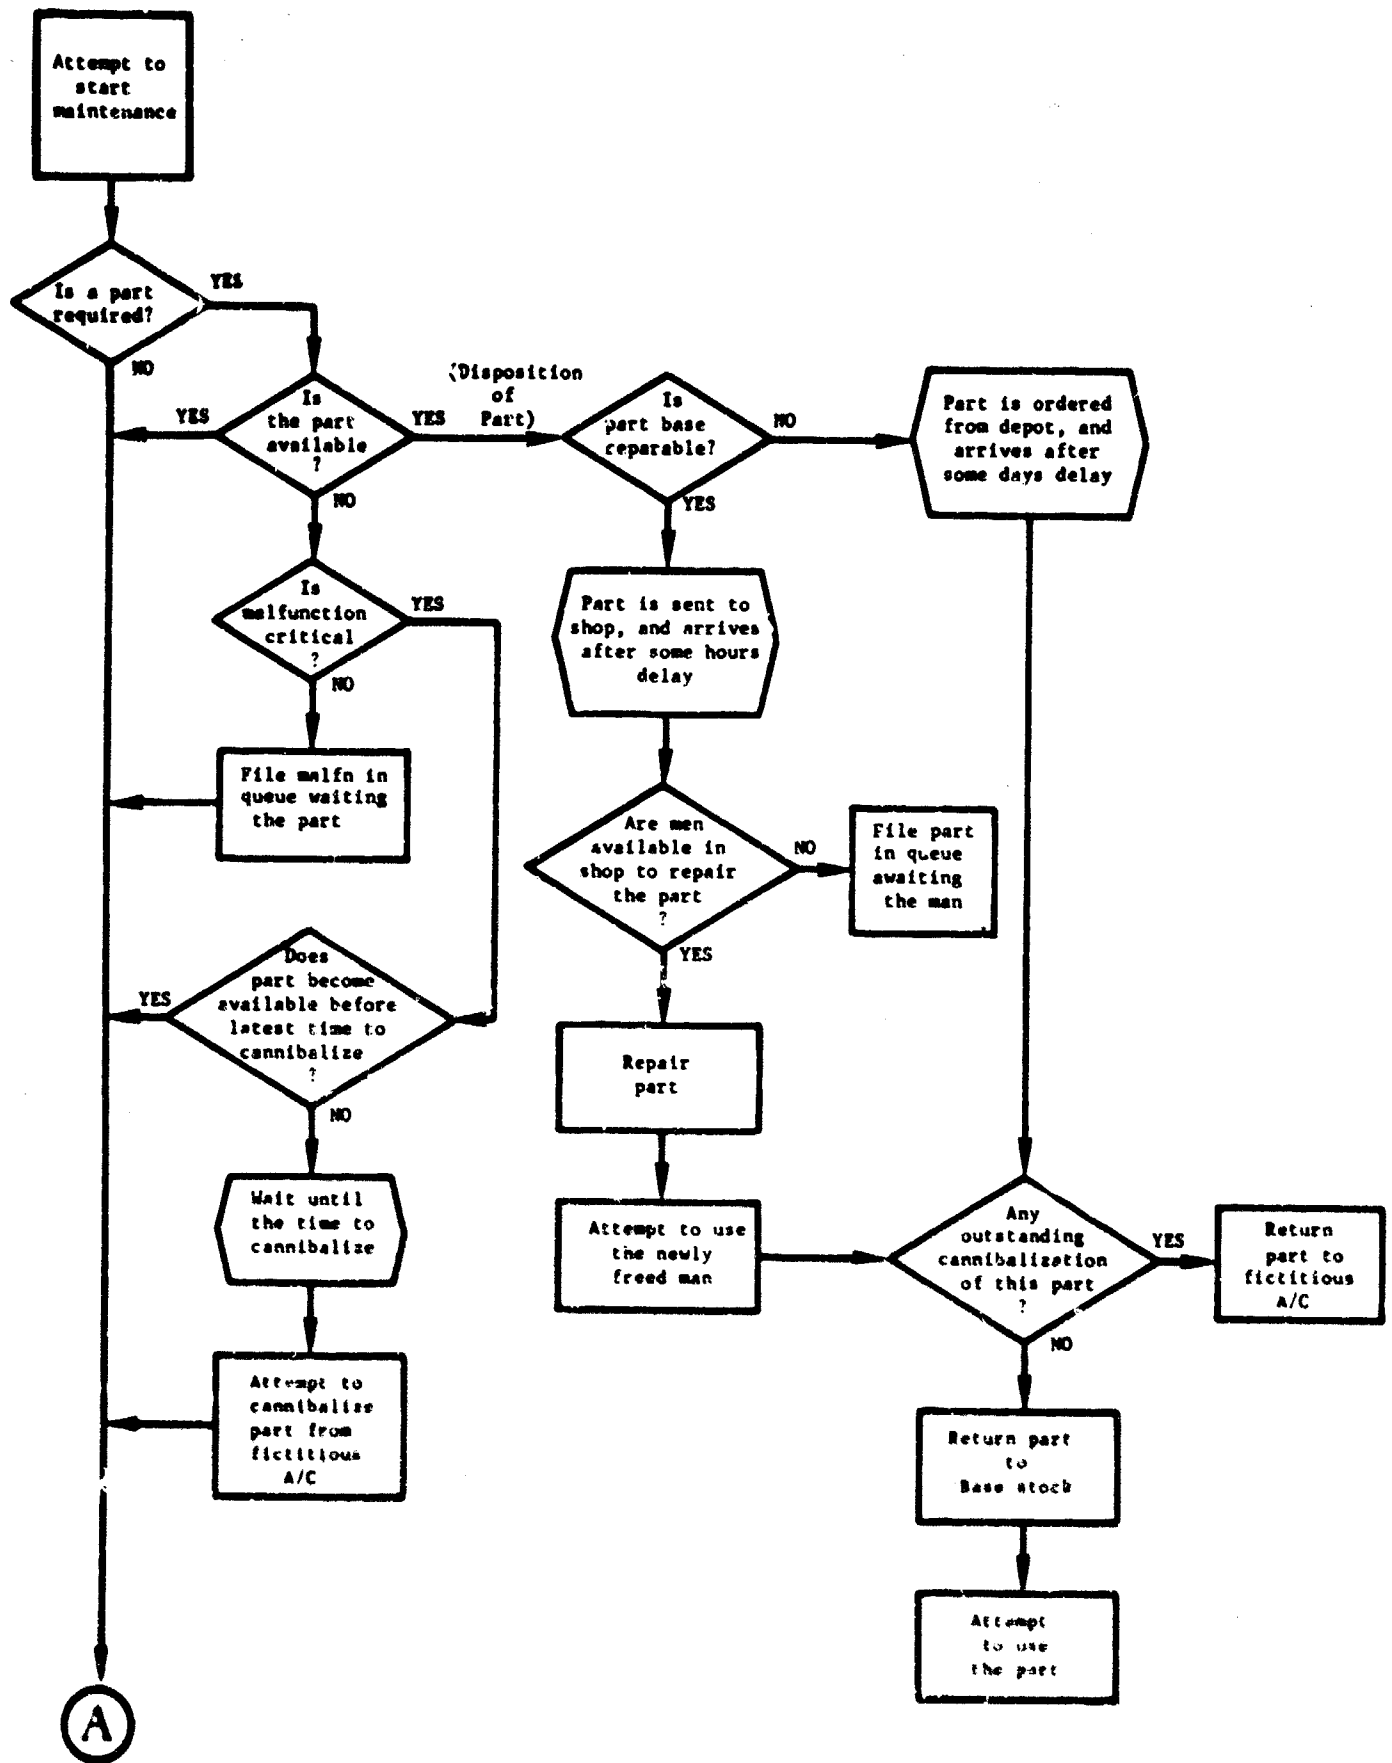 Attempt to
start
maintenance
Is a part
required?
YES
NO
Is
the part
available
?
YES
YES
NO
(Disposition
of
Part)
Is
part base
reparable?
NO
YES
Part is ordered
from depot, and
arrives after
some days delay
Is
malfunction
critical
?
YES
NO
Part is sent to
shop, and arrives
after some hours
delay
File malfn in
queue waiting
the part
Are men
available in
shop to repair
the part
?
NO
YES
File part
in queue
awaiting
the man
Does
part become
available before
latest time to
cannibalize
?
YES
NO
Repair
part
Wait until
the time to
cannibalize
Attempt to use
the newly
freed man
Any
outstanding
cannibalization
of this part
?
YES
NO
Return
part to
fictitious
A/C
Attempt to
cannibalize
part from
fictitious
A/C
Return part
to
Base stock
Attempt
to use
the part
A